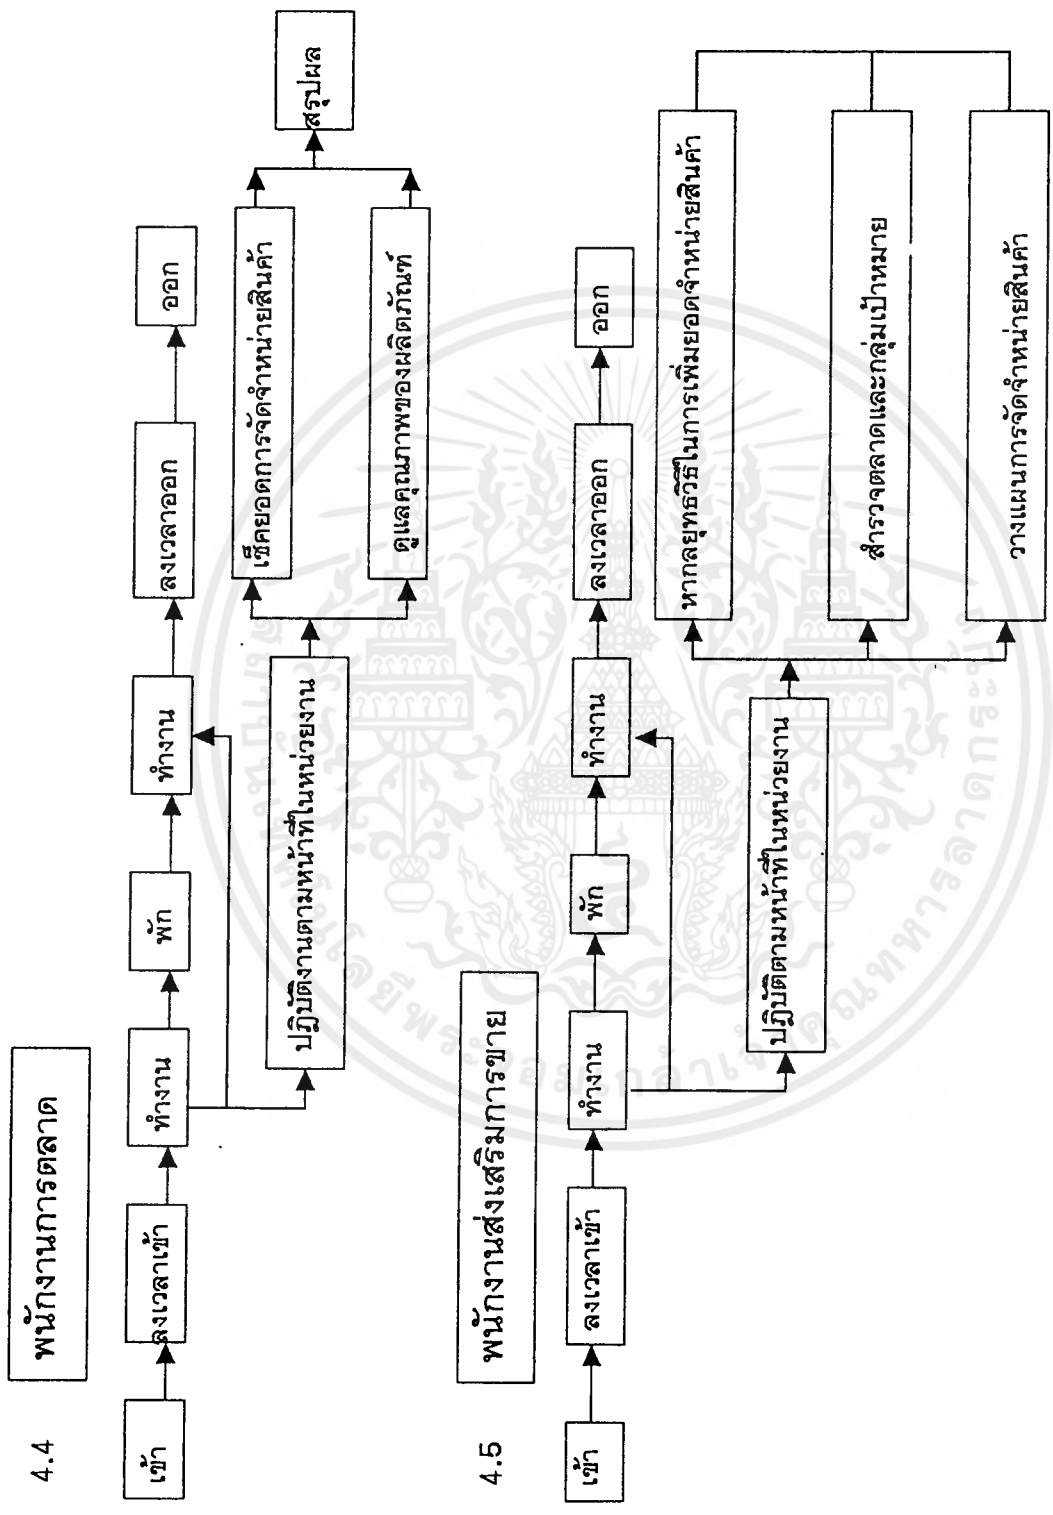 4.4 พนักงานการตลาด
เข้า
ลงเวลาเข้า
ทำงาน
พัก
ทำงาน
ลงเวลาออก
ออก
ปฏิบัติงานตามหน้าที่ในหน่วยงาน
เช็คยอดการจัดจำหน่ายสินค้า
ดูแลคุณภาพของผลิตภัณฑ์
สรุปผล
4.5 พนักงานส่งเสริมการขาย
เข้า
ลงเวลาเข้า
ทำงาน
พัก
ทำงาน
ลงเวลาออก
ออก
ปฏิบัติตามหน้าที่ในหน่วยงาน
หากลยุทธวิธีในการเพิ่มยอดจำหน่ายสินค้า
สำรวจตลาดและกลุ่มเป้าหมาย
วางแผนการจัดจำหน่ายสินค้า